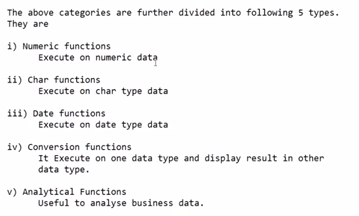 The above categories are further divided into following 5 types.
They are
i) Numeric functions
Execute on numeric data
ii) Char functions
Execute on char type data
iii) Date functions
Execute on date type data
iv) Conversion functions
It Execute on one data type and display result in other
data type.
v) Analytical Functions
Useful to analyse business data.